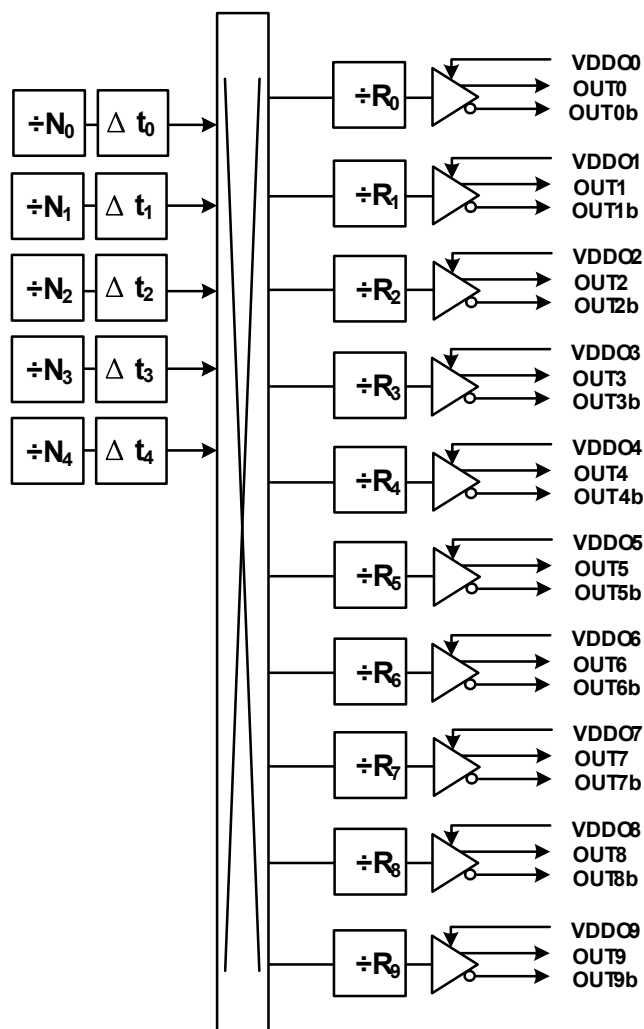 ÷N₀ Δ t₀
÷N₁ Δ t₁
÷N₂ Δ t₂
÷N₃ Δ t₃
÷N₄ Δ t₄
÷R₀
VDDO0
OUT0
OUT0b
÷R₁
VDDO1
OUT1
OUT1b
÷R₂
VDDO2
OUT2
OUT2b
÷R₃
VDDO3
OUT3
OUT3b
÷R₄
VDDO4
OUT4
OUT4b
÷R₅
VDDO5
OUT5
OUT5b
÷R₆
VDDO6
OUT6
OUT6b
÷R₇
VDDO7
OUT7
OUT7b
÷R₈
VDDO8
OUT8
OUT8b
÷R₉
VDDO9
OUT9
OUT9b